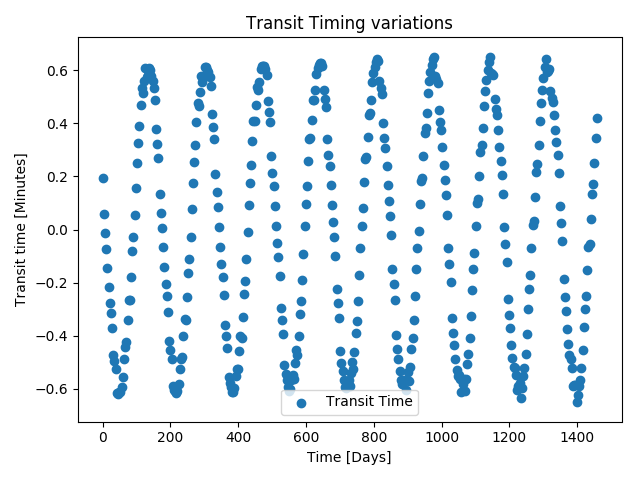 Transit Timing variations
Transit time [Minutes]
0.6
0.4
0.2
0.0
−0.2
−0.4
−0.6
Transit Time
0 200 400 600 800 1000 1200 1400
Time [Days]